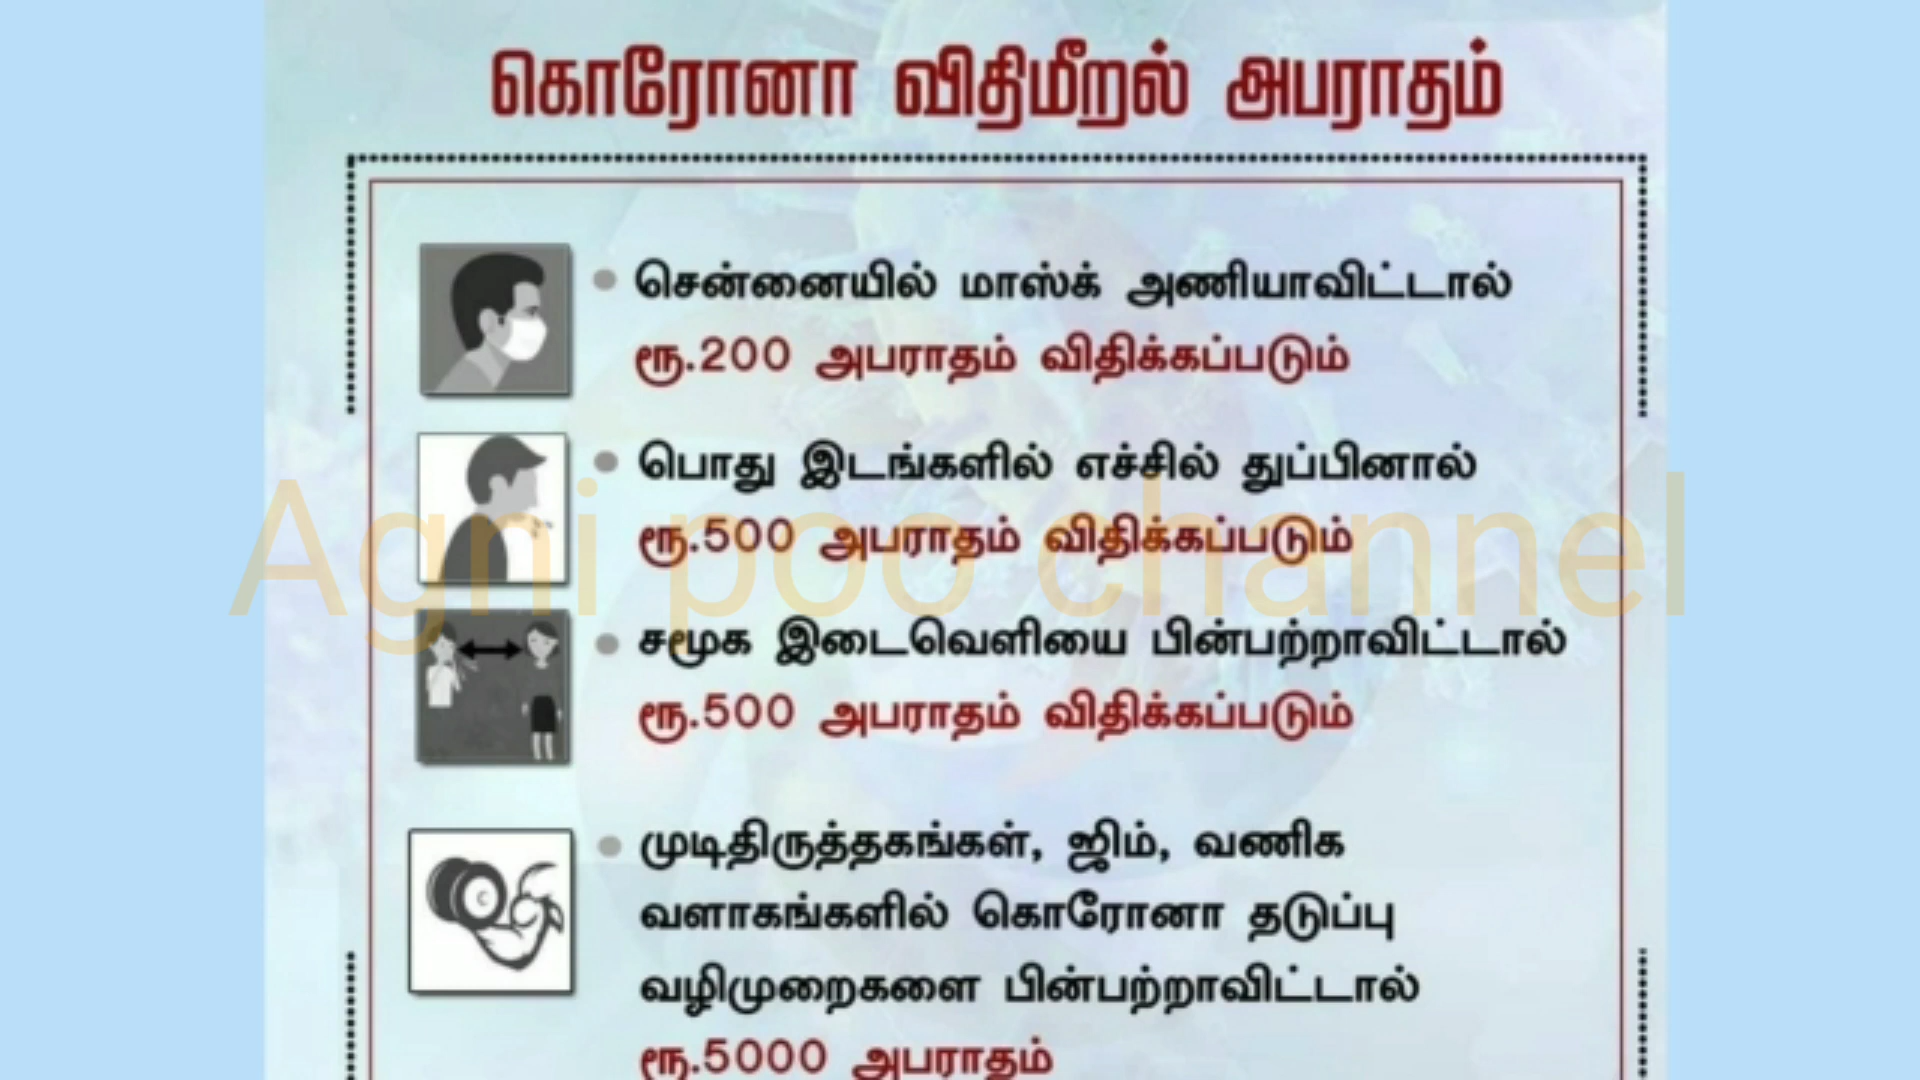 கொரோனா விதிமீறல் அபராதம்
சென்னையில் மாஸ்க் அணியாவிட்டால்
ரூ.200 அபராதம் விதிக்கப்படும்
பொது இடங்களில் எச்சில் துப்பினால்
ரூ.500 அபராதம் விதிக்கப்படும்
Agni poo channel
சமூக இடைவெளியை பின்பற்றாவிட்டால்
ரூ.500 அபராதம் விதிக்கப்படும்
முடிதிருத்தகங்கள், ஜிம், வணிக
வளாகங்களில் கொரோனா தடுப்பு
வழிமுறைகளை பின்பற்றாவிட்டால்
ரூ.5000 அபராதம்